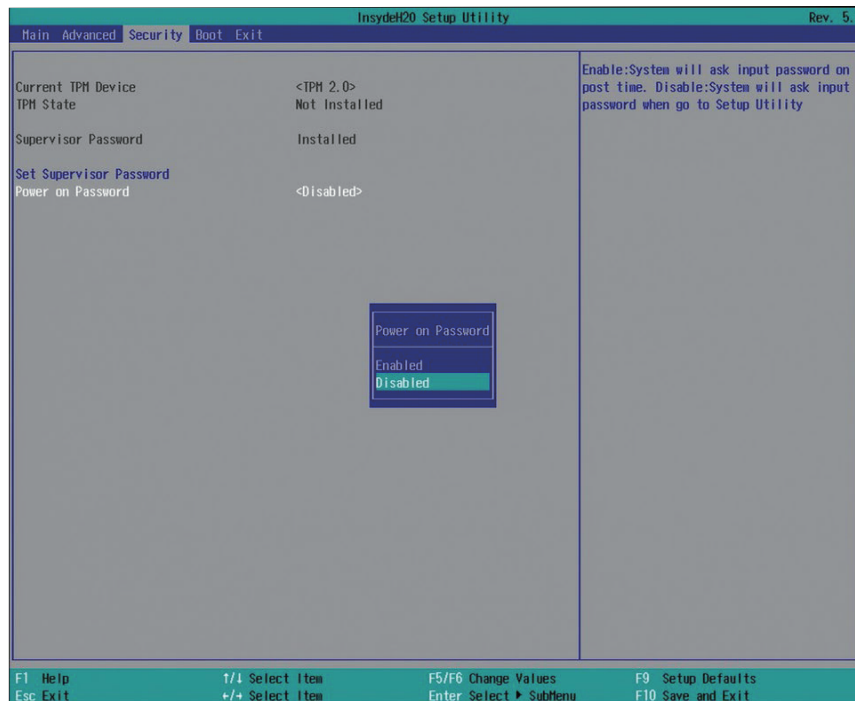 InsydeH20 Setup Utility Rev. 5.
Main Advanced Security Boot Exit
Current TPM Device <TPM 2.0>
TPM State Not Installed
Supervisor Password Installed
Set Supervisor Password
Power on Password <Disabled>
Enable:System will ask input password on
post time. Disable:System will ask input
password when go to Setup Utility
Power on Password
Enabled
Disabled
F1 Help ↑/↓ Select Item F5/F6 Change Values F9 Setup Defaults
Esc Exit ←/→ Select Item Enter Select ▶ SubMenu F10 Save and Exit